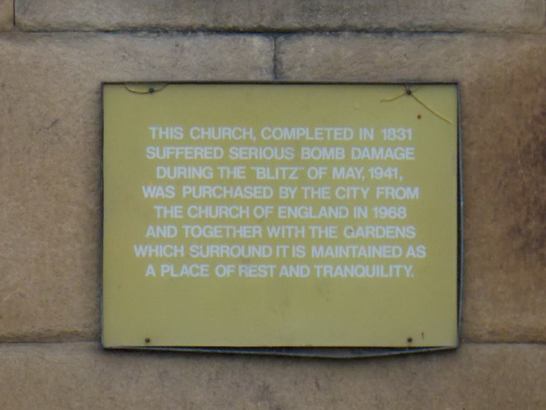 THIS CHURCH, COMPLETED IN 1831
SUFFERED SERIOUS BOMB DAMAGE
DURING THE "BLITZ" OF MAY, 1941,
WAS PURCHASED BY THE CITY FROM
THE CHURCH OF ENGLAND IN 1968
AND TOGETHER WITH THE GARDENS
WHICH SURROUND IT IS MAINTAINED AS
A PLACE OF REST AND TRANQUILITY.